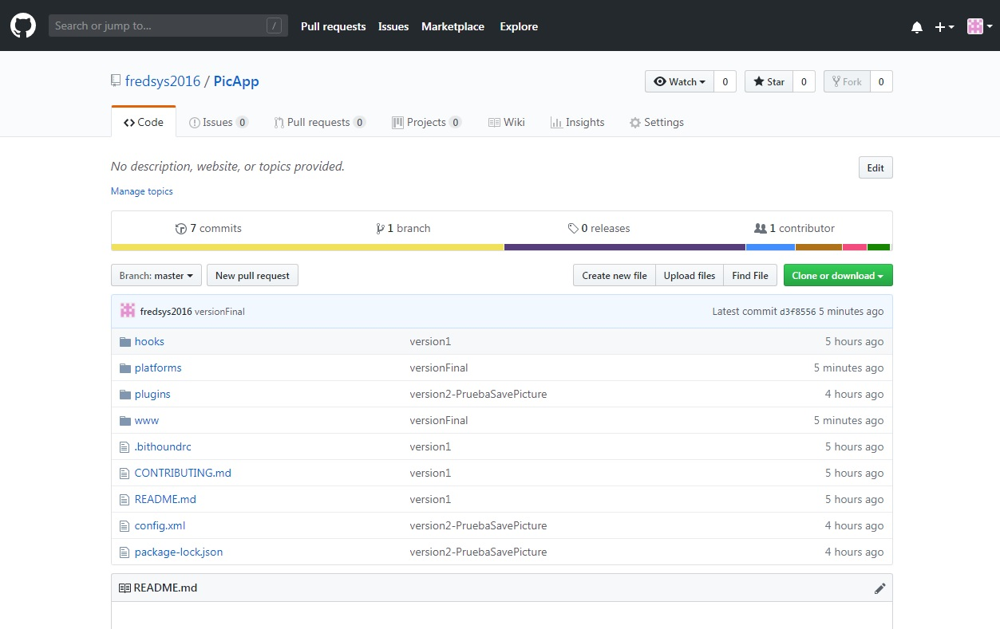 Search or jump to... / Pull requests Issues Marketplace Explore
fredsys2016 / PicApp Watch 0 Star 0 Fork 0
Code Issues 0 Pull requests 0 Projects 0 Wiki Insights Settings
No description, website, or topics provided. Edit
Manage topics
7 commits 1 branch 0 releases 1 contributor
Branch: master New pull request Create new file Upload files Find File Clone or download
fredsys2016 versionFinal Latest commit d3f8556 5 minutes ago
hooks version1 5 hours ago
platforms versionFinal 5 minutes ago
plugins version2-PruebaSavePicture 4 hours ago
www versionFinal 5 minutes ago
.bithoundrc version1 5 hours ago
CONTRIBUTING.md version1 5 hours ago
README.md version1 5 hours ago
config.xml version2-PruebaSavePicture 4 hours ago
package-lock.json version2-PruebaSavePicture 4 hours ago
README.md